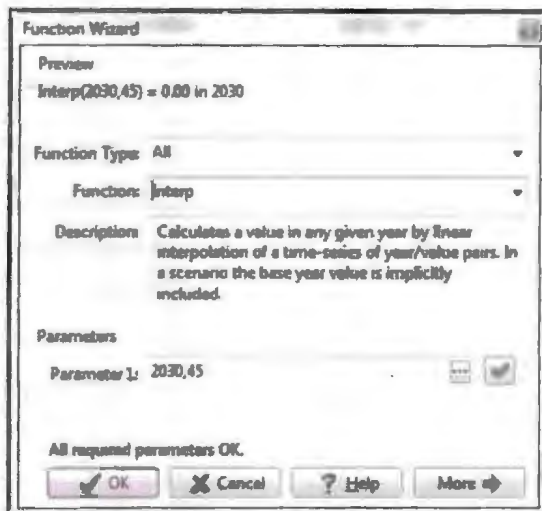 Function Wizard
Preview
Interp(2030,45) = 0.00 in 2030
Function Type: All
Function: Interp
Description: Calculates a value in any given year by linear
interpolation of a time-series of year/value pairs. In
a scenario the base year value is implicitly
included.
Parameters
Parameter 1: 2030,45
All required parameters OK.
OK Cancel ? Help More